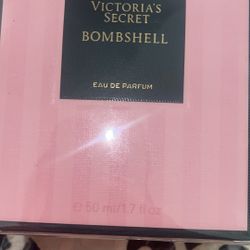 VICTORIA'S
SECRET
BOMBSHELL
EAU DE PARFUM
℮ 50 ml/1.7 fl oz